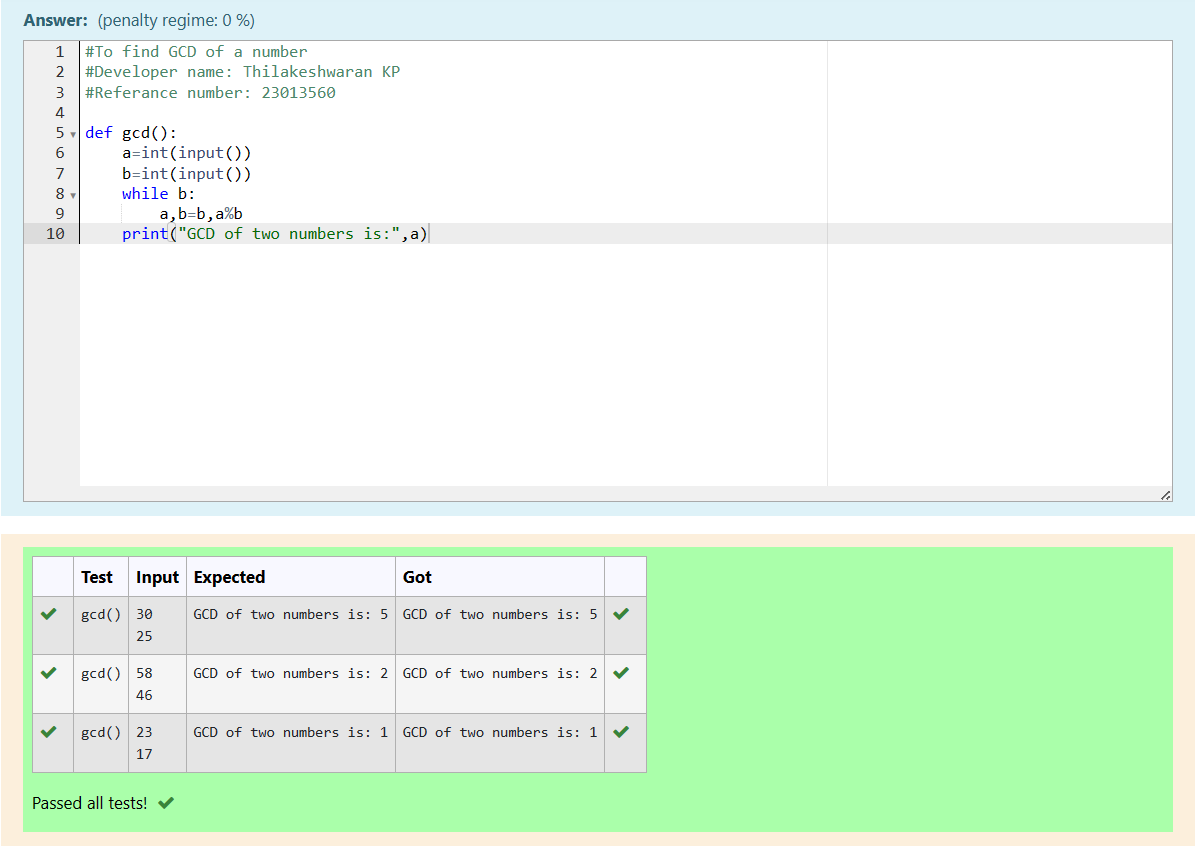 Answer: (penalty regime: 0 %)
1 #To find GCD of a number
2 #Developer name: Thilakeshwaran KP
3 #Referance number: 23013560
4
5 def gcd():
6     a=int(input())
7     b=int(input())
8     while b:
9         a,b=b,a%b
10     print("GCD of two numbers is:",a)
Test Input Expected Got
gcd() 30 GCD of two numbers is: 5 GCD of two numbers is: 5
25
gcd() 58 GCD of two numbers is: 2 GCD of two numbers is: 2
46
gcd() 23 GCD of two numbers is: 1 GCD of two numbers is: 1
17
Passed all tests!